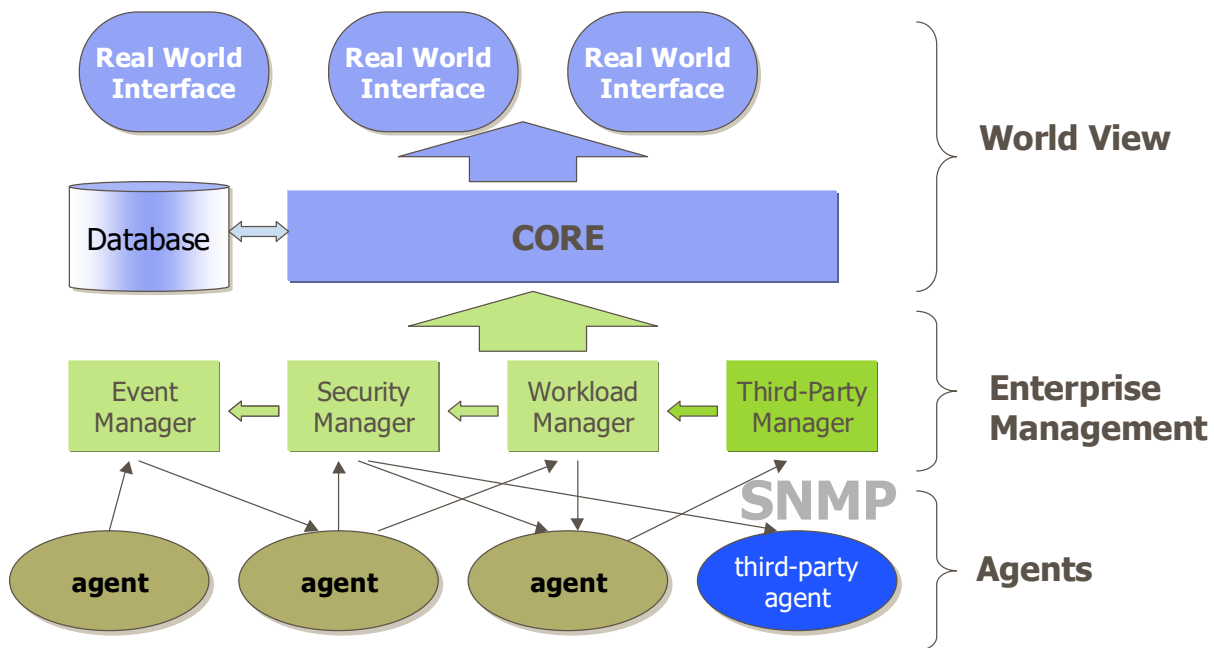 Real World
Interface
Real World
Interface
Real World
Interface
World View
Database
CORE
Event
Manager
Security
Manager
Workload
Manager
Third-Party
Manager
Enterprise
Management
SNMP
agent
agent
agent
third-party
agent
Agents